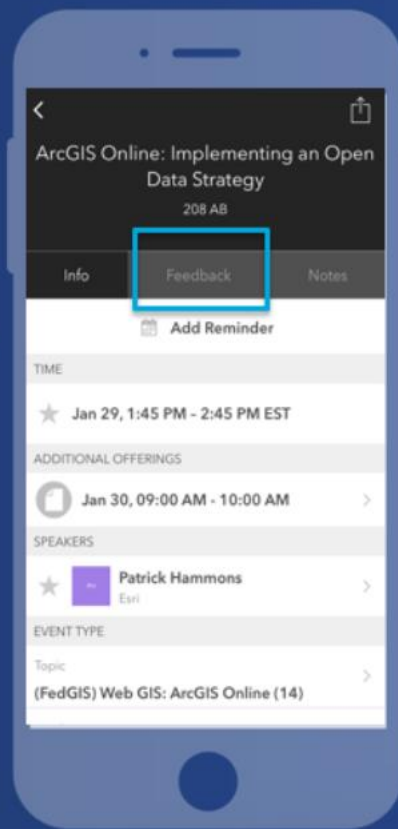 ArcGIS Online: Implementing an Open
Data Strategy
208 AB
Info Feedback Notes
Add Reminder
TIME
Jan 29, 1:45 PM - 2:45 PM EST
ADDITIONAL OFFERINGS
Jan 30, 09:00 AM - 10:00 AM
SPEAKERS
Patrick Hammons
Esri
EVENT TYPE
Topic
(FedGIS) Web GIS: ArcGIS Online (14)